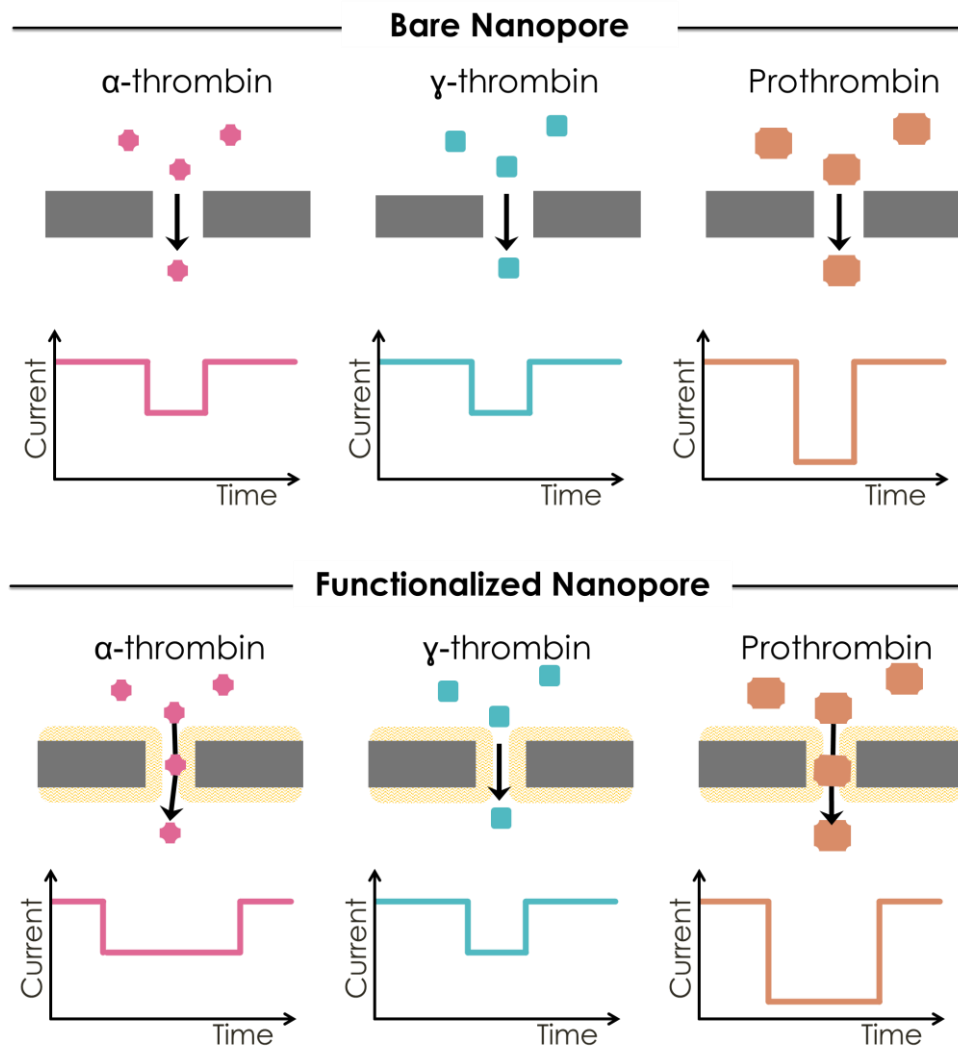 Bare Nanopore
α-thrombin
ɣ-thrombin
Prothrombin
Current
Time
Current
Time
Current
Time
Functionalized Nanopore
α-thrombin
ɣ-thrombin
Prothrombin
Current
Time
Current
Time
Current
Time